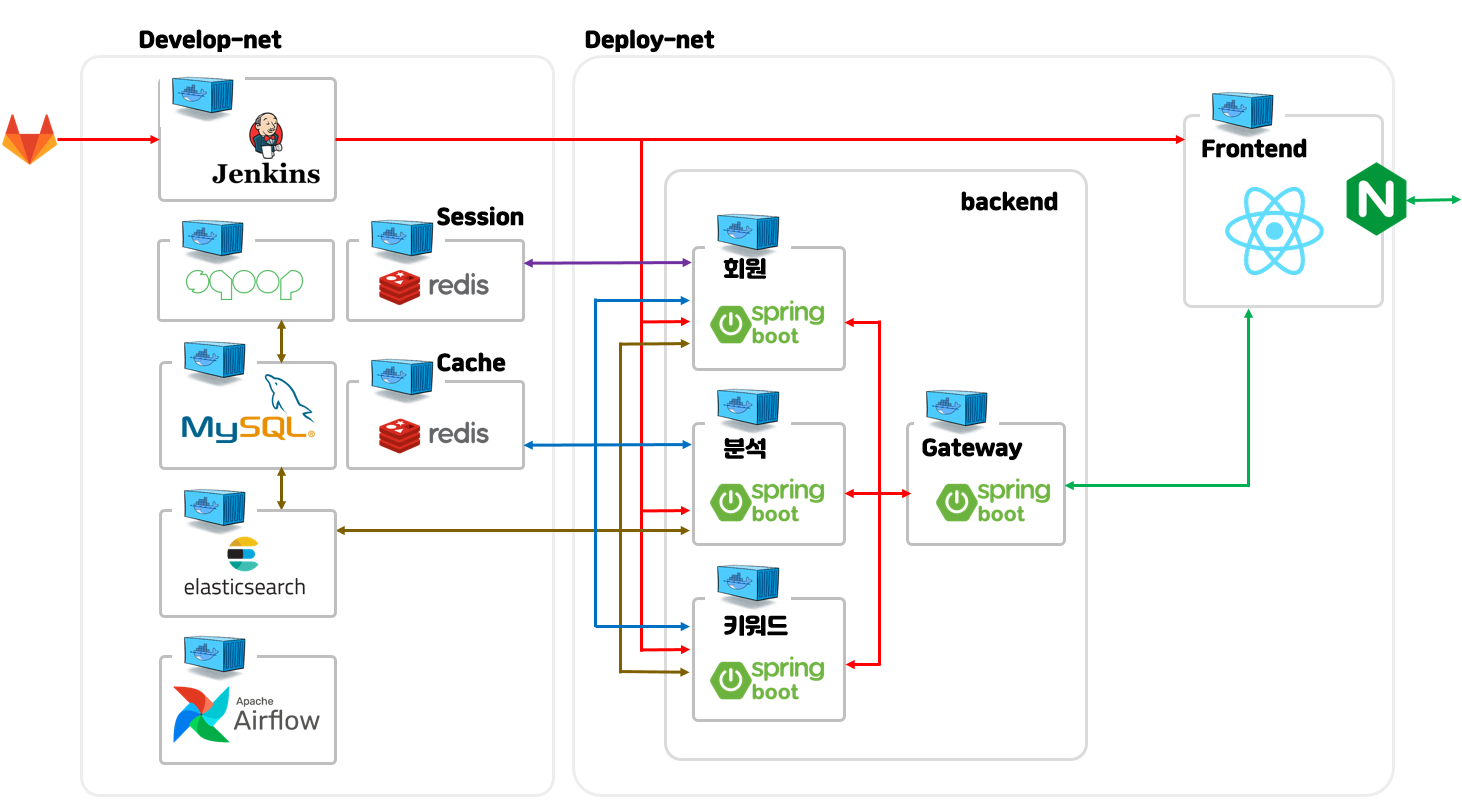 Develop-net
Deploy-net
Jenkins
Frontend
N
backend
Session
sqoop
redis
회원
spring
boot
Cache
MySQL®
redis
분석
spring
boot
Gateway
spring
boot
elasticsearch
키워드
spring
boot
Apache
Airflow